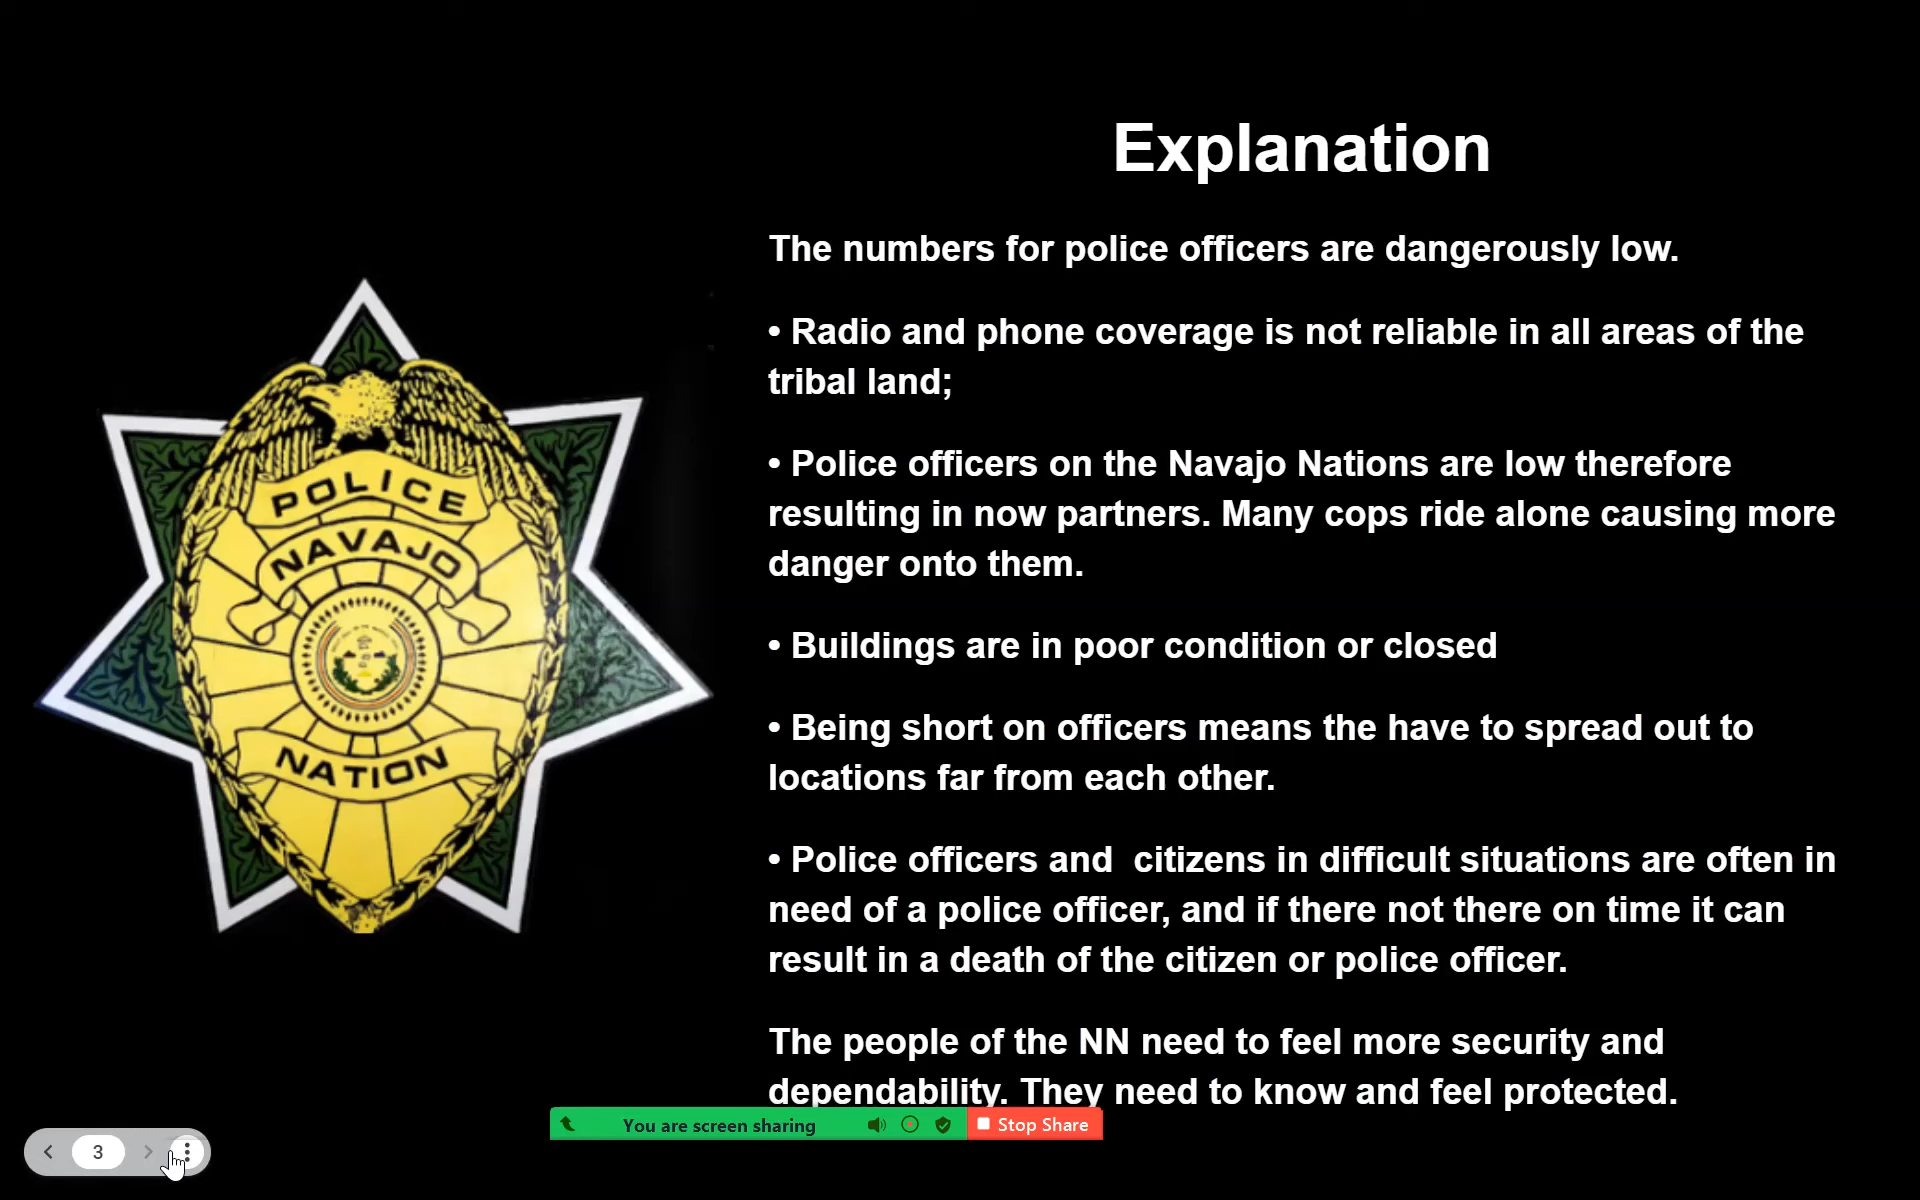 Explanation
The numbers for police officers are dangerously low.
• Radio and phone coverage is not reliable in all areas of the
tribal land;
• Police officers on the Navajo Nations are low therefore
resulting in now partners. Many cops ride alone causing more
danger onto them.
• Buildings are in poor condition or closed
• Being short on officers means the have to spread out to
locations far from each other.
• Police officers and  citizens in difficult situations are often in
need of a police officer, and if there not there on time it can
result in a death of the citizen or police officer.
The people of the NN need to feel more security and
dependability. They need to know and feel protected.
POLICE
NAVAJO
NATION
You are screen sharing
Stop Share
3